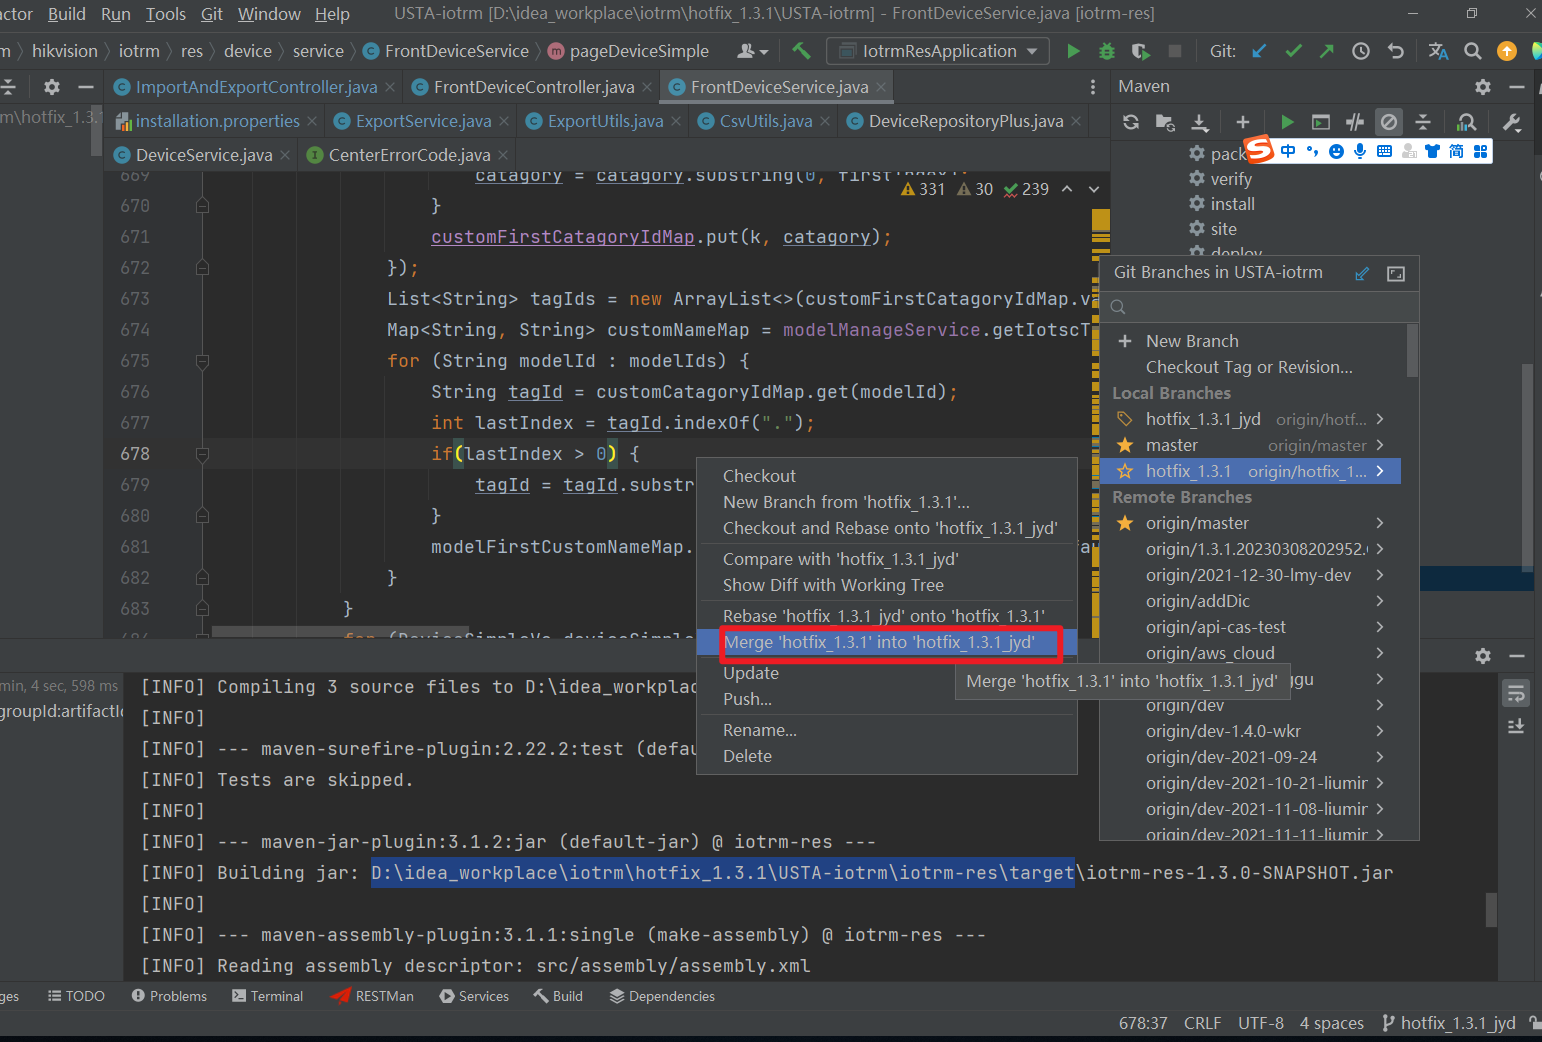 actor Build Run Tools Git Window Help USTA-iotrm [D:\idea_workplace\iotrm\hotfix_1.3.1\USTA-iotrm] - FrontDeviceService.java [iotrm-res]
m hikvision iotrm res device service FrontDeviceService pageDeviceSimple IotrmResApplication Git:
ImportAndExportController.java FrontDeviceController.java FrontDeviceService.java Maven
m\hotfix_1.3.1 installation.properties ExportService.java ExportUtils.java CsvUtils.java DeviceRepositoryPlus.java
DeviceService.java CenterErrorCode.java
中 简
pack
verify
install
site
deploy
331 30 239
669 catagory = catagory.substring(0, firstIndex);
670 }
671 customFirstCatagoryIdMap.put(k, catagory);
672 });
673 List<String> tagIds = new ArrayList<>(customFirstCatagoryIdMap.va
674 Map<String, String> customNameMap = modelManageService.getIotscT
675 for (String modelId : modelIds) {
676 String tagId = customCatagoryIdMap.get(modelId);
677 int lastIndex = tagId.indexOf(".");
678 if(lastIndex > 0) {
679 tagId = tagId.substr
680 }
681 modelFirstCustomNameMap.
682 }
683 }
684 for (DeviceSimpleVo deviceSimple
Git Branches in USTA-iotrm
New Branch
Checkout Tag or Revision...
Local Branches
hotfix_1.3.1_jyd origin/hotf...
master origin/master
hotfix_1.3.1 origin/hotfix_1...
Remote Branches
origin/master
origin/1.3.1.20230308202952.
origin/2021-12-30-lmy-dev
origin/addDic
origin/api-cas-test
origin/aws_cloud
ggu
origin/dev
origin/dev-1.4.0-wkr
origin/dev-2021-09-24
origin/dev-2021-10-21-liumin
origin/dev-2021-11-08-liumin
origin/dev-2021-11-11-liumin
Checkout
New Branch from 'hotfix_1.3.1'...
Checkout and Rebase onto 'hotfix_1.3.1_jyd'
Compare with 'hotfix_1.3.1_jyd'
Show Diff with Working Tree
Rebase 'hotfix_1.3.1_jyd' onto 'hotfix_1.3.1'
Merge 'hotfix_1.3.1' into 'hotfix_1.3.1_jyd'
Update
Push...
Rename...
Delete
Merge 'hotfix_1.3.1' into 'hotfix_1.3.1_jyd'
min, 4 sec, 598 ms
groupId:artifactId
[INFO] Compiling 3 source files to D:\idea_workplac
[INFO]
[INFO] --- maven-surefire-plugin:2.22.2:test (defau
[INFO] Tests are skipped.
[INFO]
[INFO] --- maven-jar-plugin:3.1.2:jar (default-jar) @ iotrm-res ---
[INFO] Building jar: D:\idea_workplace\iotrm\hotfix_1.3.1\USTA-iotrm\iotrm-res\target\iotrm-res-1.3.0-SNAPSHOT.jar
[INFO]
[INFO] --- maven-assembly-plugin:3.1.1:single (make-assembly) @ iotrm-res ---
[INFO] Reading assembly descriptor: src/assembly/assembly.xml
ges TODO Problems Terminal RESTMan Services Build Dependencies
678:37 CRLF UTF-8 4 spaces hotfix_1.3.1_jyd